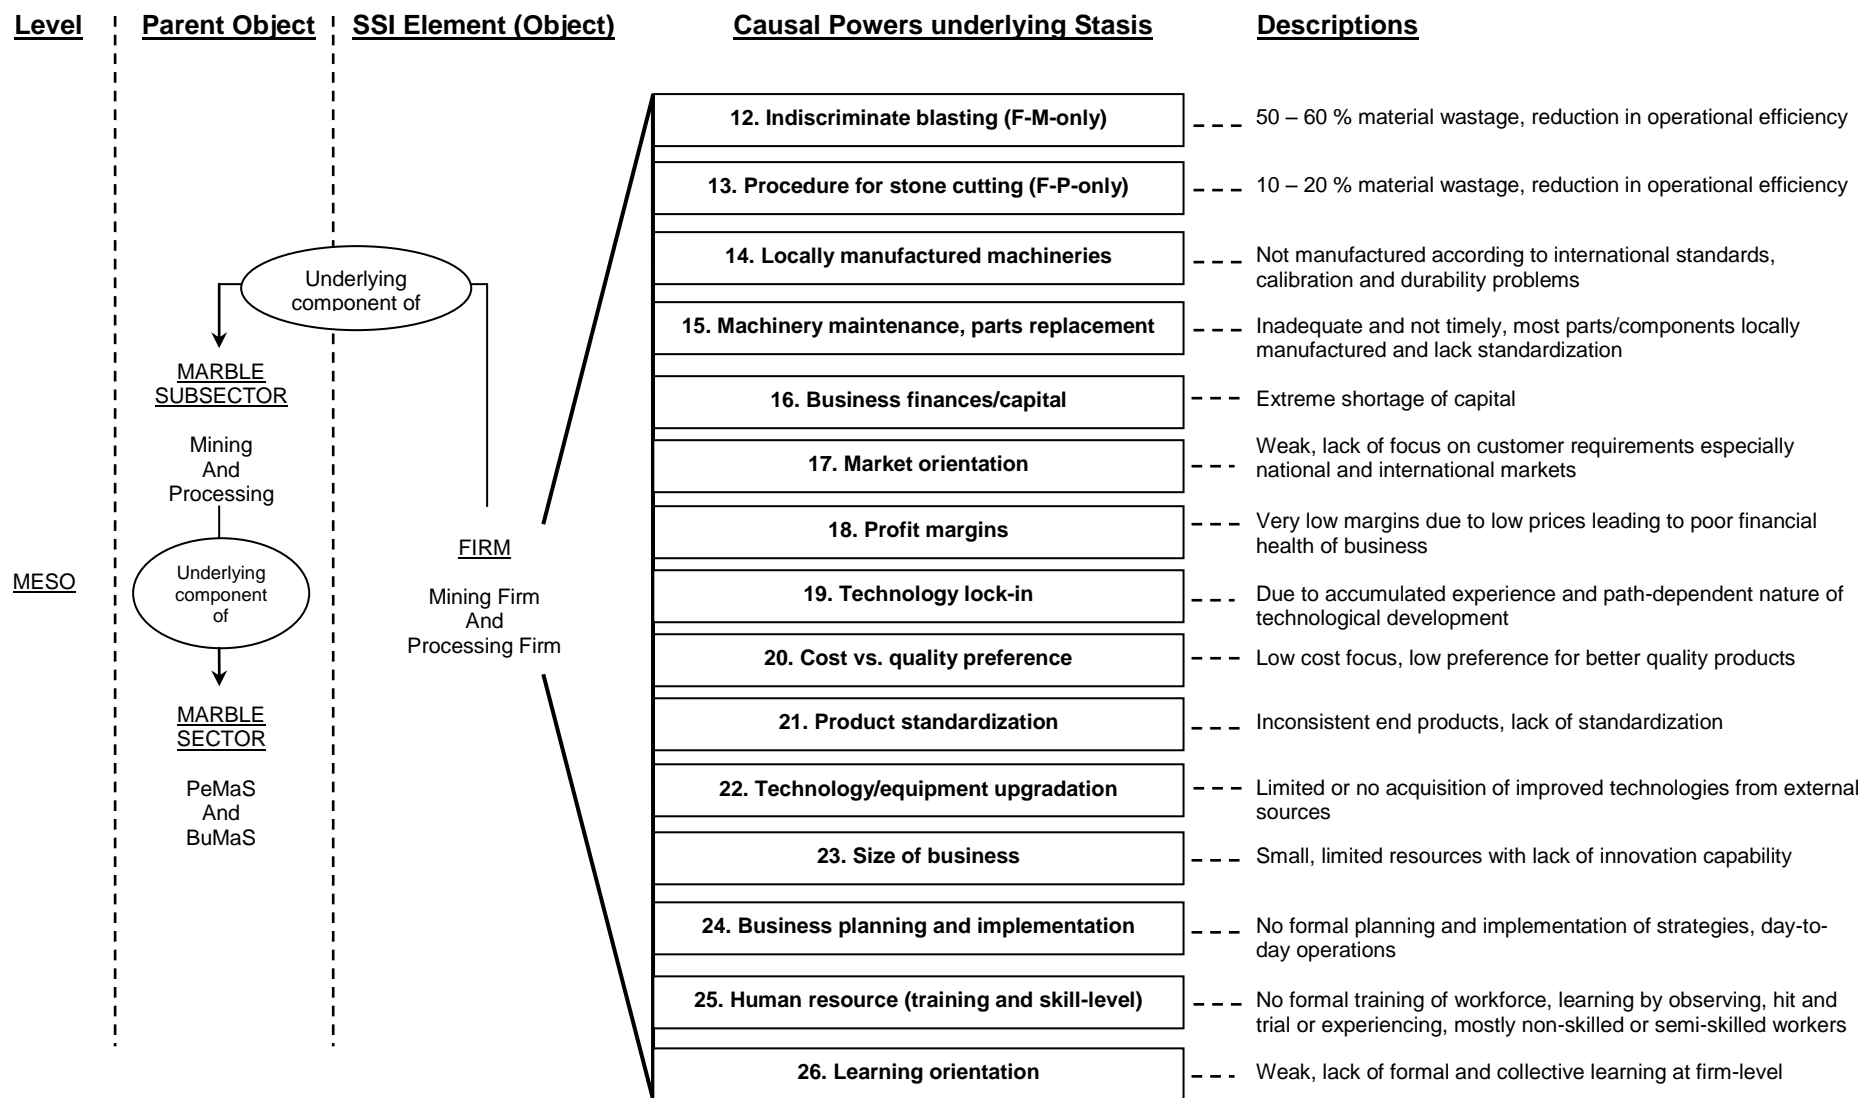 Level
Parent Object
SSI Element (Object)
Causal Powers underlying Stasis
Descriptions
MESO
Underlying
component of
MARBLE
SUBSECTOR
Mining
And
Processing
Underlying
component
of
MARBLE
SECTOR
PeMaS
And
BuMaS
FIRM
Mining Firm
And
Processing Firm
12. Indiscriminate blasting (F-M-only)
50 – 60 % material wastage, reduction in operational efficiency
13. Procedure for stone cutting (F-P-only)
10 – 20 % material wastage, reduction in operational efficiency
14. Locally manufactured machineries
Not manufactured according to international standards,
calibration and durability problems
15. Machinery maintenance, parts replacement
Inadequate and not timely, most parts/components locally
manufactured and lack standardization
16. Business finances/capital
Extreme shortage of capital
17. Market orientation
Weak, lack of focus on customer requirements especially
national and international markets
18. Profit margins
Very low margins due to low prices leading to poor financial
health of business
19. Technology lock-in
Due to accumulated experience and path-dependent nature of
technological development
20. Cost vs. quality preference
Low cost focus, low preference for better quality products
21. Product standardization
Inconsistent end products, lack of standardization
22. Technology/equipment upgradation
Limited or no acquisition of improved technologies from external
sources
23. Size of business
Small, limited resources with lack of innovation capability
24. Business planning and implementation
No formal planning and implementation of strategies, day-to-
day operations
25. Human resource (training and skill-level)
No formal training of workforce, learning by observing, hit and
trial or experiencing, mostly non-skilled or semi-skilled workers
26. Learning orientation
Weak, lack of formal and collective learning at firm-level